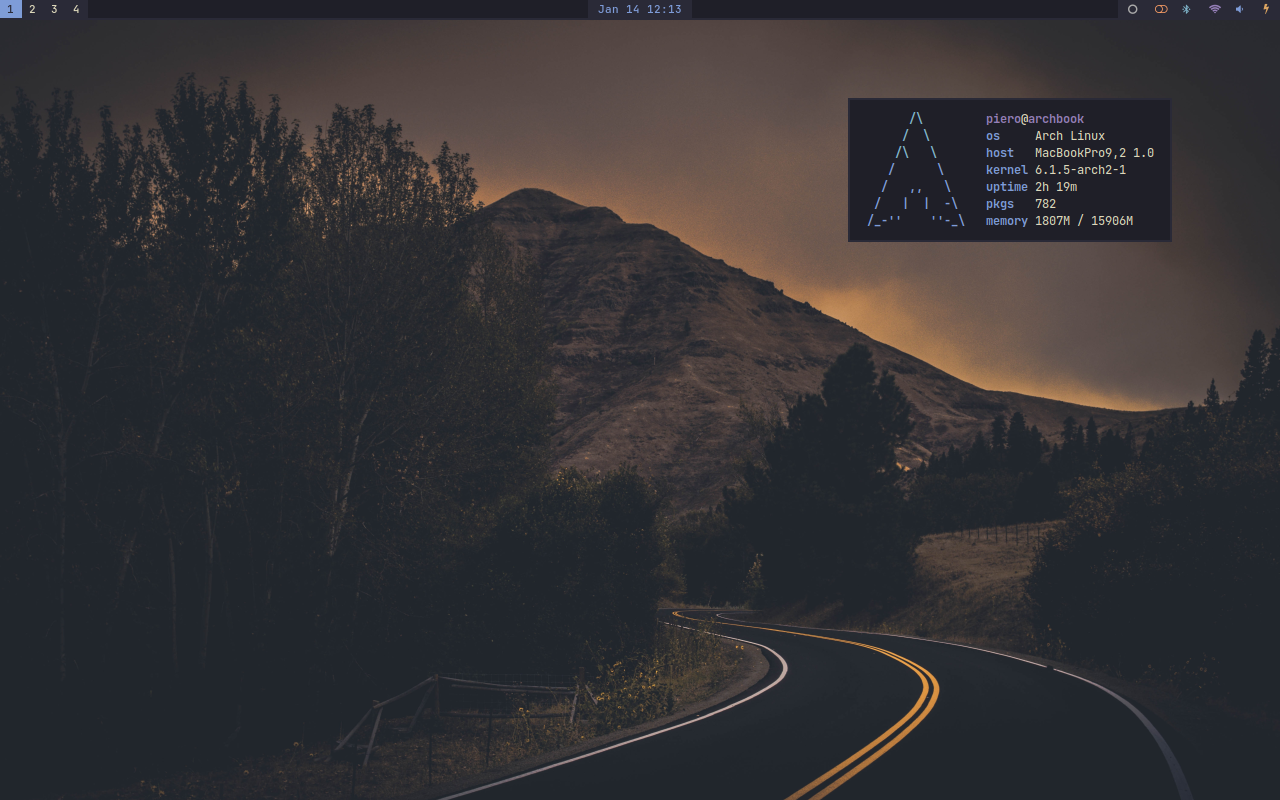 1 2 3 4
Jan 14 12:13
piero@archbook
os Arch Linux
host MacBookPro9,2 1.0
kernel 6.1.5-arch2-1
uptime 2h 19m
pkgs 782
memory 1807M / 15906M